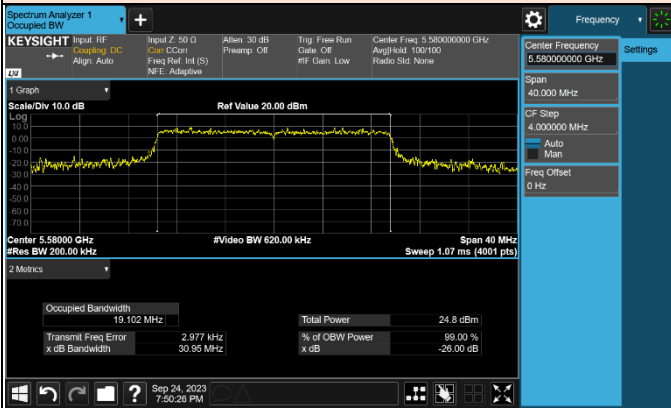 Spectrum Analyzer 1
Occupied BW
Frequency
KEYSIGHT
Input: RF
Coupling: DC
Align: Auto
Input Z: 50 Ω
Corr CCorr
Freq Ref: Int (S)
NFE: Adaptive
Atten: 30 dB
Preamp: Off
Trig: Free Run
Gate: Off
#IF Gain: Low
Center Freq: 5.580000000 GHz
Avg|Hold: 100/100
Radio Std: None
LXI
Center Frequency
5.580000000 GHz
Settings
Span
40.000 MHz
CF Step
4.000000 MHz
Auto
Man
Freq Offset
0 Hz
1 Graph
Scale/Div 10.0 dB
Ref Value 20.00 dBm
Log
10.0
0.00
-10.0
-20.0
-30.0
-40.0
-50.0
-60.0
-70.0
Center 5.58000 GHz
#Video BW 620.00 kHz
Span 40 MHz
#Res BW 200.00 kHz
Sweep 1.07 ms (4001 pts)
2 Metrics
Occupied Bandwidth
19.102 MHz
Total Power 24.8 dBm
Transmit Freq Error 2.977 kHz
% of OBW Power 99.00 %
x dB Bandwidth 30.95 MHz
x dB -26.00 dB
?
Sep 24, 2023
7:50:26 PM